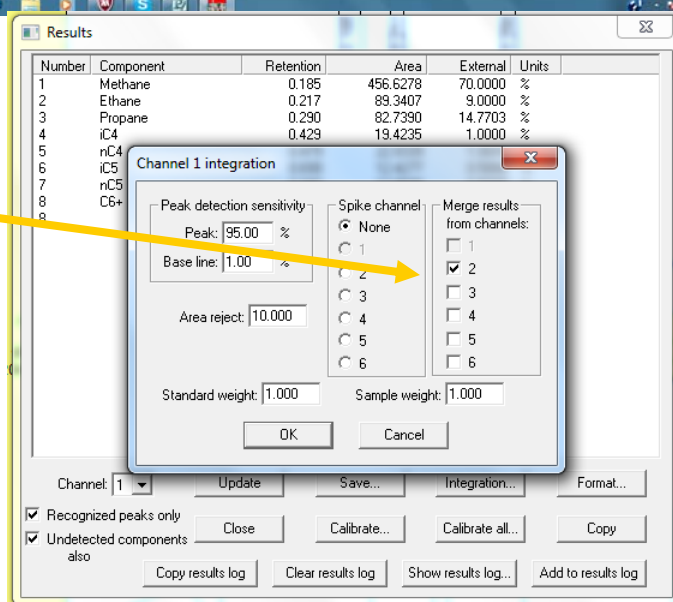 Results
Number Component Retention Area External Units
1 Methane 0.185 456.6278 70.0000 %
2 Ethane 0.217 89.3407 9.0000 %
3 Propane 0.290 82.7390 14.7703 %
4 iC4 0.429 19.4235 1.0000 %
5 nC4
6 iC5
7 nC5
8 C6+
8
Channel 1 integration
Peak detection sensitivity
Peak: 95.00 %
Base line: 1.00 %
Area reject: 10.000
Spike channel
None
1
2
3
4
5
6
Merge results
from channels:
1
2
3
4
5
6
Standard weight: 1.000 Sample weight: 1.000
OK Cancel
Channel: 1 Update Save... Integration... Format...
Recognized peaks only
Undetected components
also
Close Calibrate... Calibrate all... Copy
Copy results log Clear results log Show results log... Add to results log